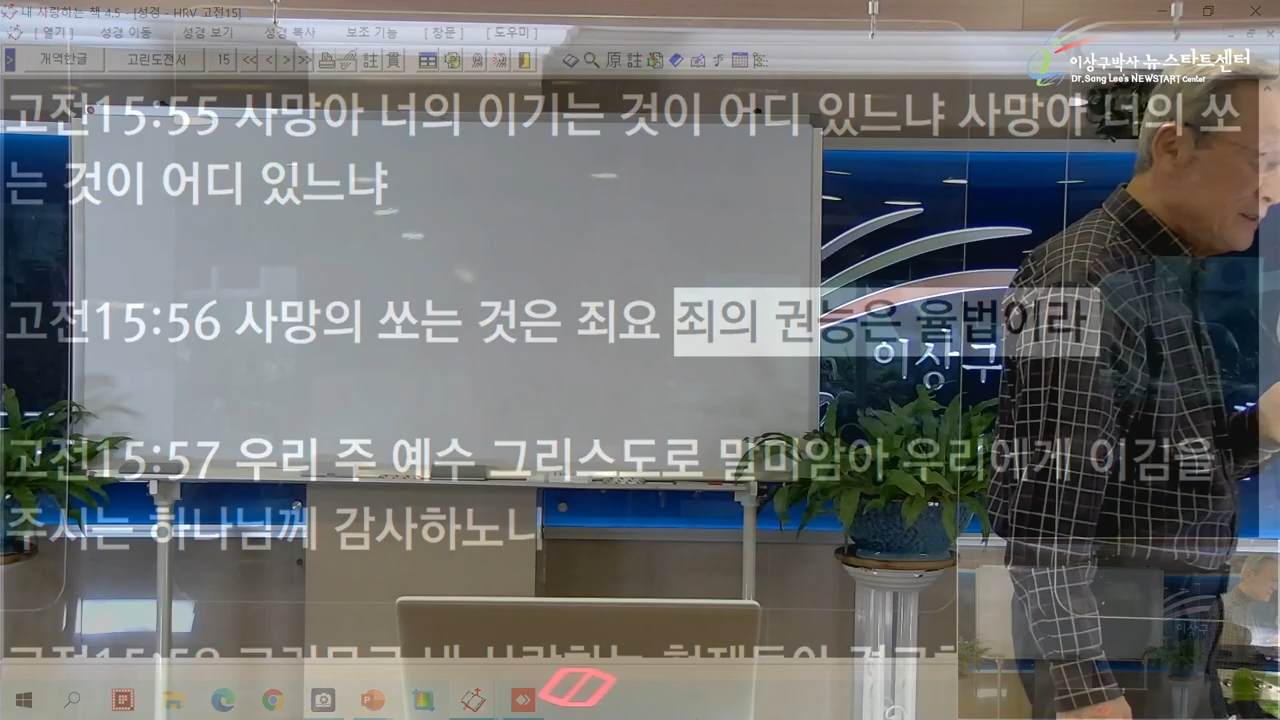 내 사랑하는 책 4.5 - [성경 - HRV 고전15]
[ 열기 ] 성경 이동 성경 보기 성경 복사 보조 기능 [ 창문 ] [ 도우미 ]
개역한글 고린도전서 15 << < > >> 註 貫 原 註
이상구박사 뉴스타트센터
Dr. Sang Lee's NEWSTART Center
고전15:55 사망아 너의 이기는 것이 어디 있느냐 사망아 너의 쏘
는 것이 어디 있느냐
고전15:56 사망의 쏘는 것은 죄요 죄의 권능은 율법이라
이상구
고전15:57 우리 주 예수 그리스도로 말미암아 우리에게 이김을
주시는 하나님께 감사하노니
이상구